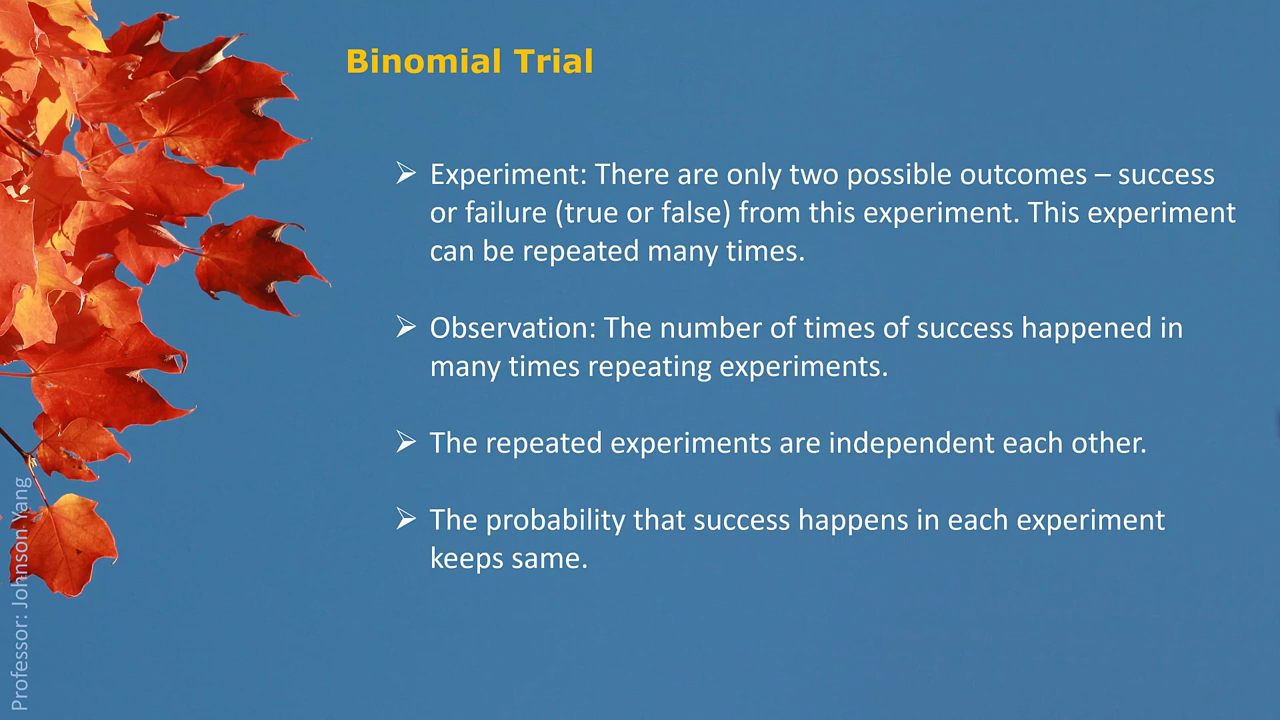 Binomial Trial
➢ Experiment: There are only two possible outcomes – success
or failure (true or false) from this experiment. This experiment
can be repeated many times.
➢ Observation: The number of times of success happened in
many times repeating experiments.
➢ The repeated experiments are independent each other.
➢ The probability that success happens in each experiment
keeps same.
Professor: Johnson Yang